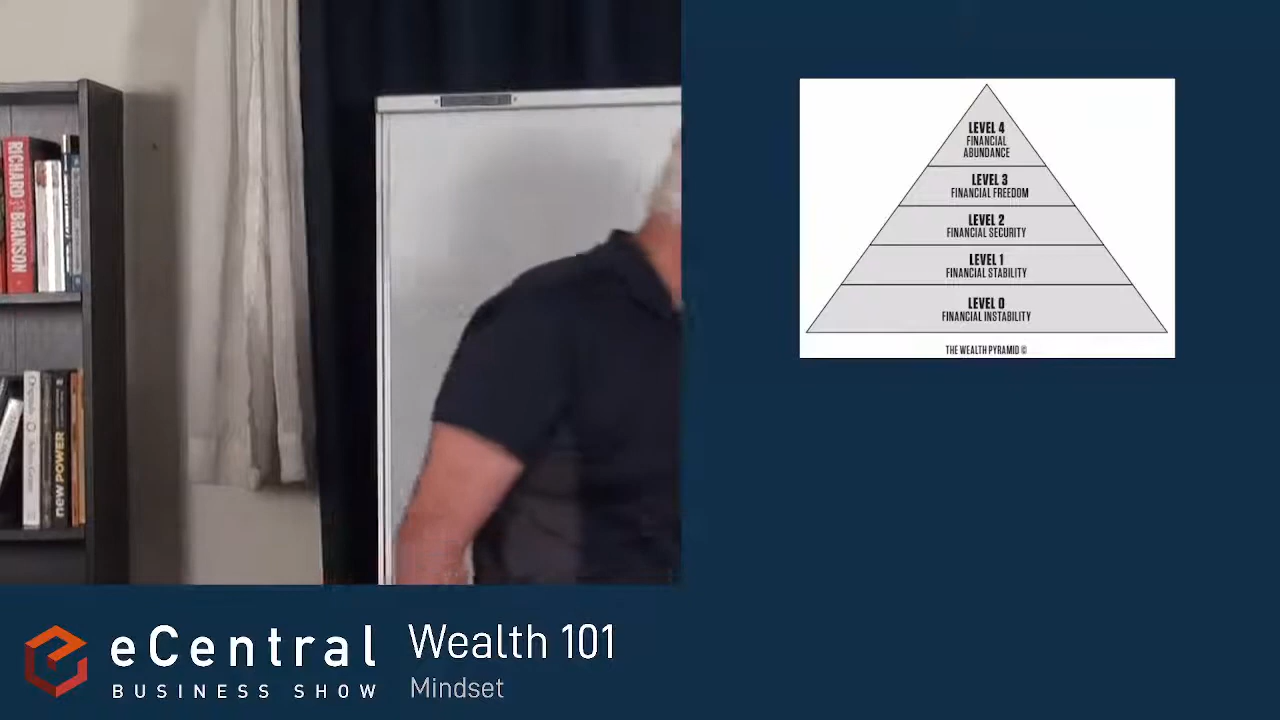 RICHARD BRANSON
new POWER
LEVEL 4
FINANCIAL
ABUNDANCE
LEVEL 3
FINANCIAL FREEDOM
LEVEL 2
FINANCIAL SECURITY
LEVEL 1
FINANCIAL STABILITY
LEVEL 0
FINANCIAL INSTABILITY
THE WEALTH PYRAMID ©
eCentral
BUSINESS SHOW
Wealth 101
Mindset